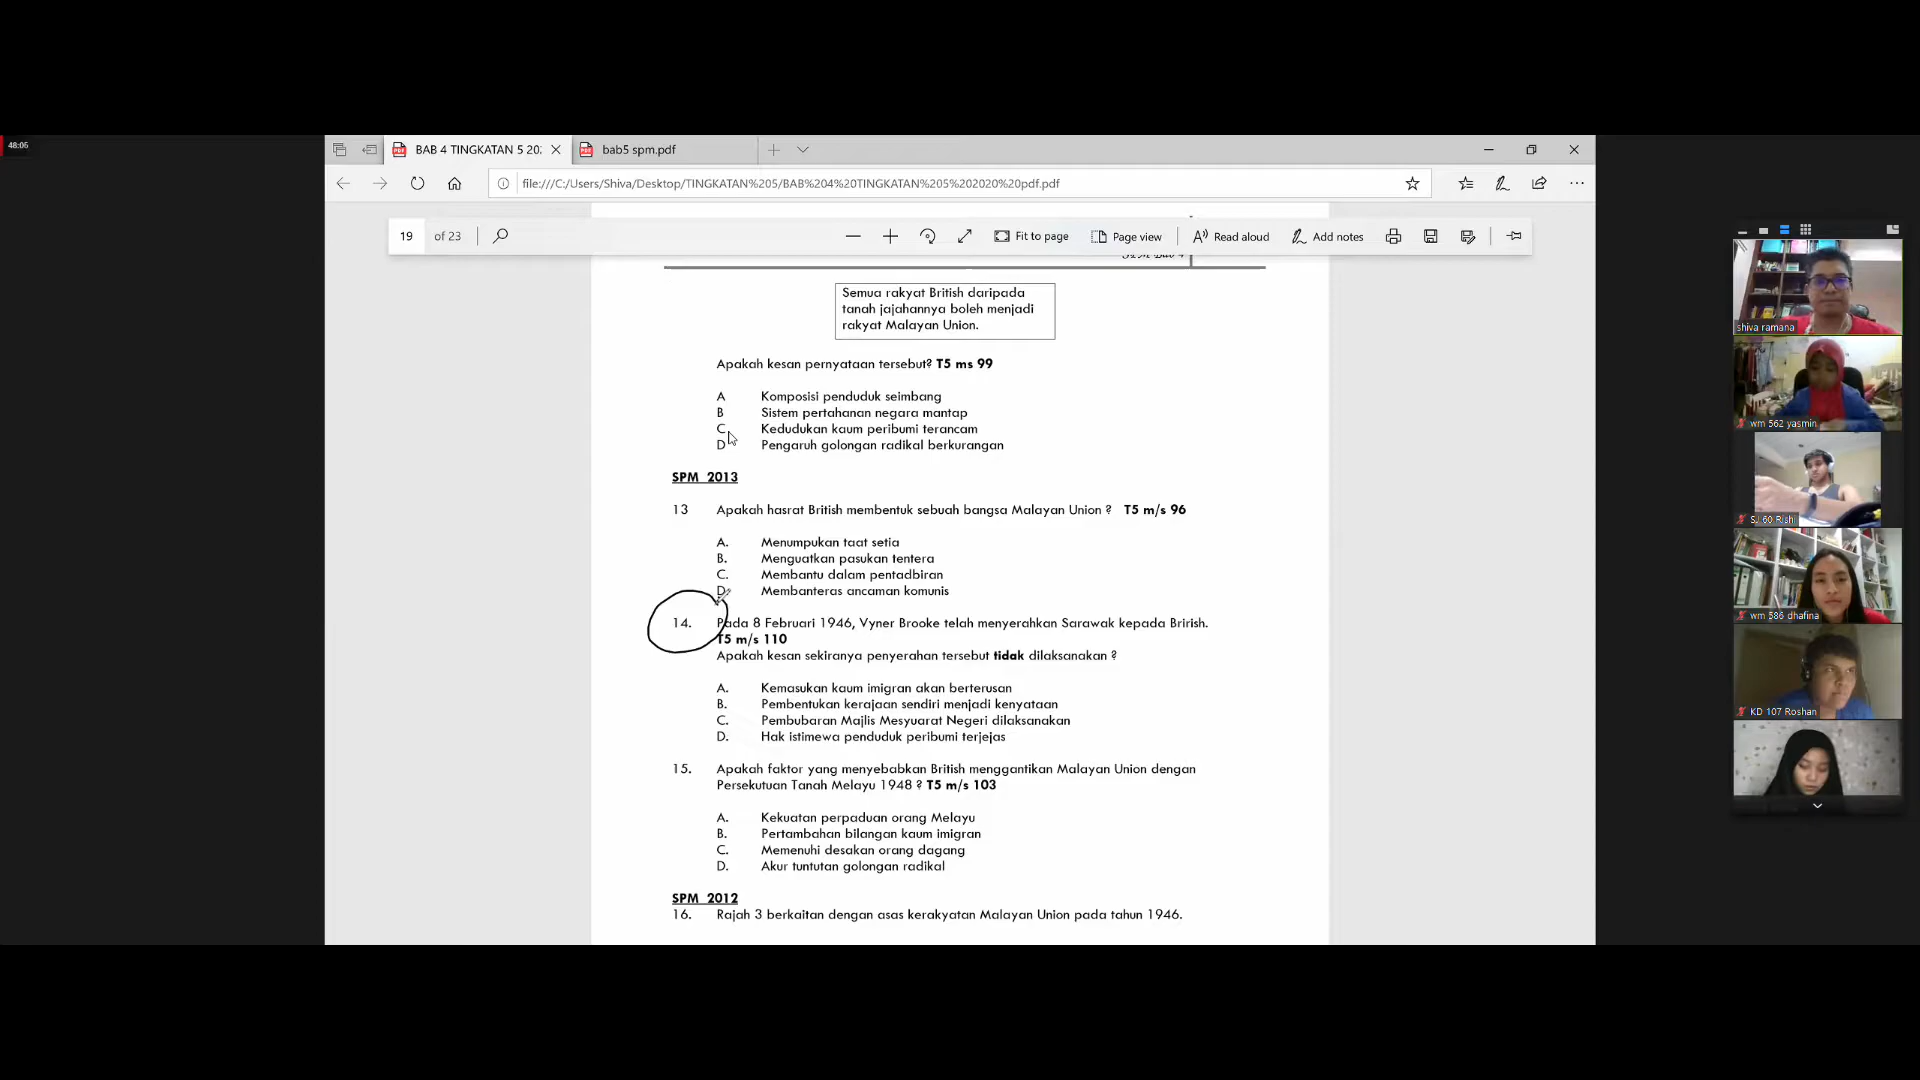 48:06
BAB 4 TINGKATAN 5 20:
bab5 spm.pdf
file:///C:/Users/Shiva/Desktop/TINGKATAN%205/BAB%204%20TINGKATAN%205%202020%20pdf.pdf
19 of 23
Fit to page
Page view
Read aloud
Add notes
Semua rakyat British daripada
tanah jajahannya boleh menjadi
rakyat Malayan Union.
Apakah kesan pernyataan tersebut? T5 ms 99
A Komposisi penduduk seimbang
B Sistem pertahanan negara mantap
C Kedudukan kaum peribumi terancam
D Pengaruh golongan radikal berkurangan
SPM 2013
13 Apakah hasrat British membentuk sebuah bangsa Malayan Union ? T5 m/s 96
A. Menumpukan taat setia
B. Menguatkan pasukan tentera
C. Membantu dalam pentadbiran
D. Membanteras ancaman komunis
14. Pada 8 Februari 1946, Vyner Brooke telah menyerahkan Sarawak kepada Brirish.
T5 m/s 110
Apakah kesan sekiranya penyerahan tersebut tidak dilaksanakan ?
A. Kemasukan kaum imigran akan berterusan
B. Pembentukan kerajaan sendiri menjadi kenyataan
C. Pembubaran Majlis Mesyuarat Negeri dilaksanakan
D. Hak istimewa penduduk peribumi terjejas
15. Apakah faktor yang menyebabkan British menggantikan Malayan Union dengan
Persekutuan Tanah Melayu 1948 ? T5 m/s 103
A. Kekuatan perpaduan orang Melayu
B. Pertambahan bilangan kaum imigran
C. Memenuhi desakan orang dagang
D. Akur tuntutan golongan radikal
SPM 2012
16. Rajah 3 berkaitan dengan asas kerakyatan Malayan Union pada tahun 1946.
shiva ramana
wm 562 yasmin
SJ 60 Rishi
wm 586 dhafina
KD 107 Roshan